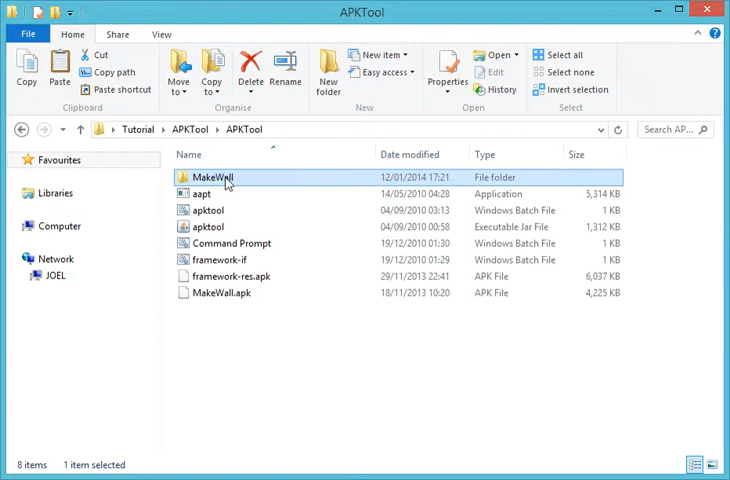 APKTool
File
Home
Share
View
Copy
Paste
Cut
Copy path
Paste shortcut
Clipboard
Move to
Copy to
Delete
Rename
Organise
New folder
New item
Easy access
New
Properties
Open
Edit
History
Open
Select all
Select none
Invert selection
Select
Tutorial APKTool APKTool
Search AP...
Favourites
Libraries
Computer
Network
JOEL
Name Date modified Type Size
MakeWall 12/01/2014 17:21 File folder
aapt 14/05/2010 04:28 Application 5,314 KB
apktool 04/09/2010 03:13 Windows Batch File 1 KB
apktool 04/09/2010 00:58 Executable Jar File 1,312 KB
Command Prompt 19/12/2010 01:30 Windows Batch File 1 KB
framework-if 19/12/2010 01:29 Windows Batch File 1 KB
framework-res.apk 29/11/2013 22:41 APK File 6,037 KB
MakeWall.apk 18/11/2013 10:20 APK File 4,225 KB
8 items 1 item selected